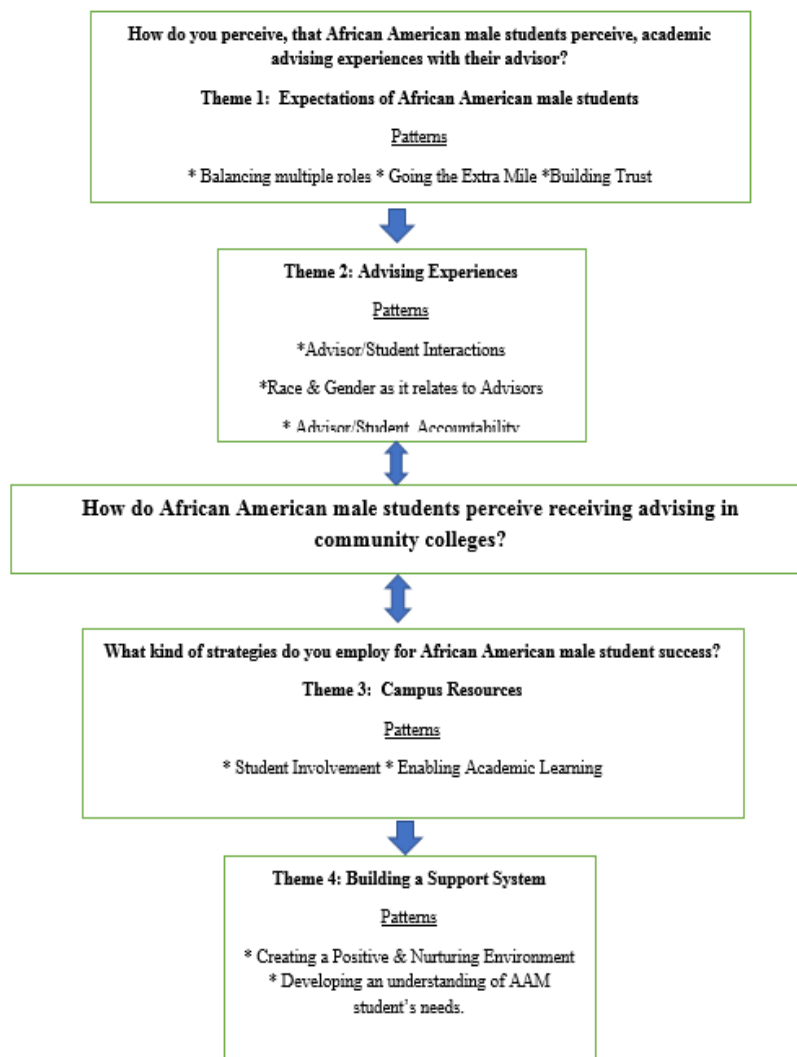 How do you perceive, that African American male students perceive, academic
advising experiences with their advisor?
Theme 1:  Expectations of African American male students
Patterns
* Balancing multiple roles * Going the Extra Mile *Building Trust
Theme 2: Advising Experiences
Patterns
*Advisor/Student Interactions
*Race & Gender as it relates to Advisors
* Advisor/Student  Accountability
How do African American male students perceive receiving advising in
community colleges?
What kind of strategies do you employ for African American male student success?
Theme 3:  Campus Resources
Patterns
* Student Involvement * Enabling Academic Learning
Theme 4: Building a Support System
Patterns
* Creating a Positive & Nurturing Environment
* Developing an understanding of AAM
student’s needs.